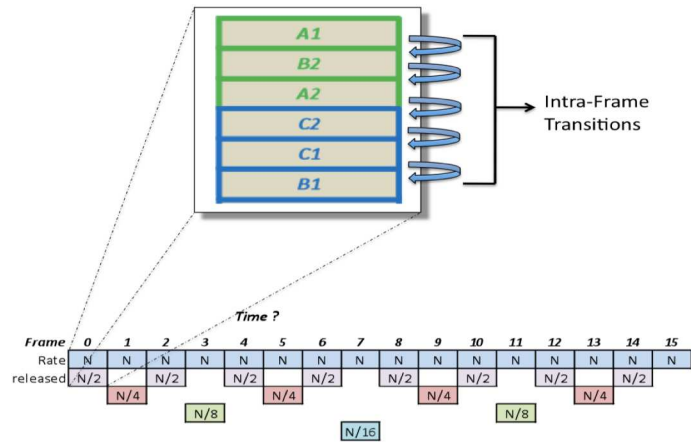 A1
B2
A2
C2
C1
B1
Intra-Frame
Transitions
Time ?
Frame 0 1 2 3 4 5 6 7 8 9 10 11 12 13 14 15
Rate N N N N N N N N N N N N N N N N
released N/2 N/2 N/2 N/2 N/2 N/2 N/2 N/2
N/4 N/4 N/4 N/4
N/8 N/8
N/16